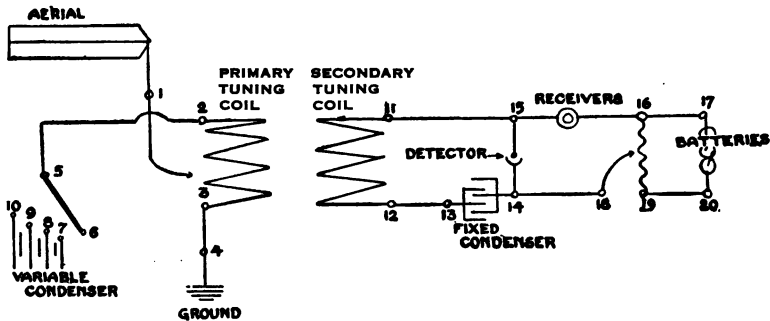 AERIAL
1
PRIMARY
TUNING
COIL
SECONDARY
TUNING
COIL
2
11
15
RECEIVERS
16
17
BATTERIES
DETECTOR
5
3
12
13
14
18
19
20.
FIXED
CONDENSER
10
9
8
7
6
4
VARIABLE
CONDENSER
GROUND